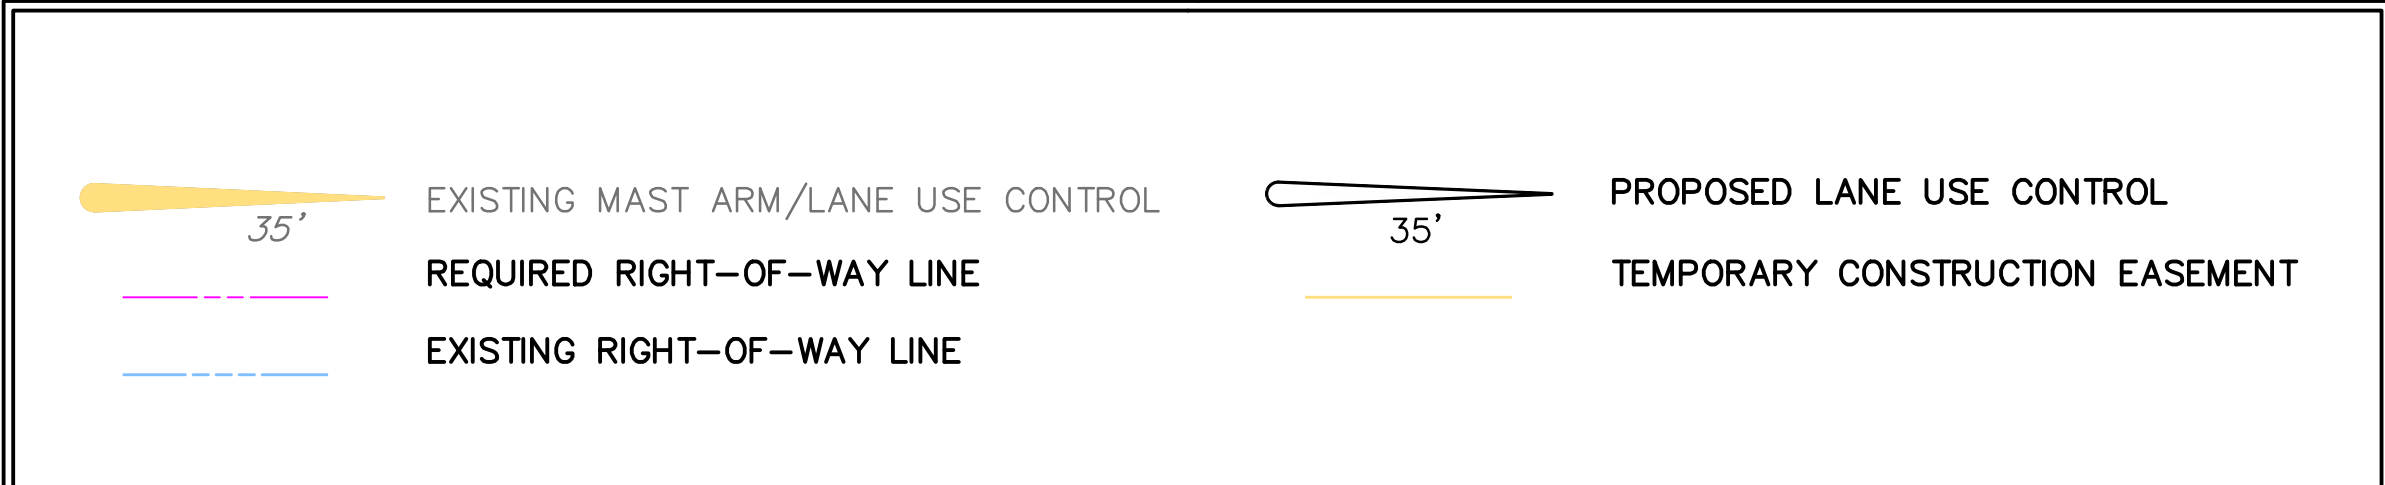 EXISTING MAST ARM/LANE USE CONTROL
35'
REQUIRED RIGHT-OF-WAY LINE
EXISTING RIGHT-OF-WAY LINE
PROPOSED LANE USE CONTROL
35'
TEMPORARY CONSTRUCTION EASEMENT